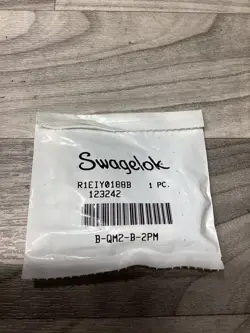 Swagelok
R1EIY0188B 1 PC.
123242
B-QM2-B-2PM